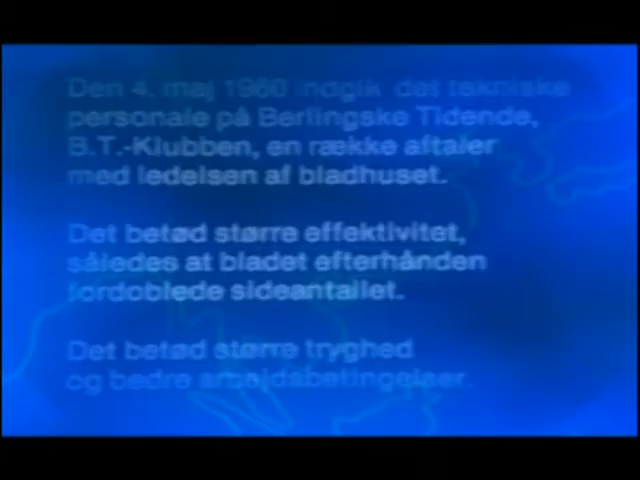 Den 4. maj 1960 indgik det tekniske
personale på Berlingske Tidende,
B.T.-Klubben, en række aftaler
med ledelsen af bladhuset.
Det betød større effektivitet,
således at bladet efterhånden
fordoblede sideantallet.
Det betød større tryghed
og bedre arbejdsbetingelser.